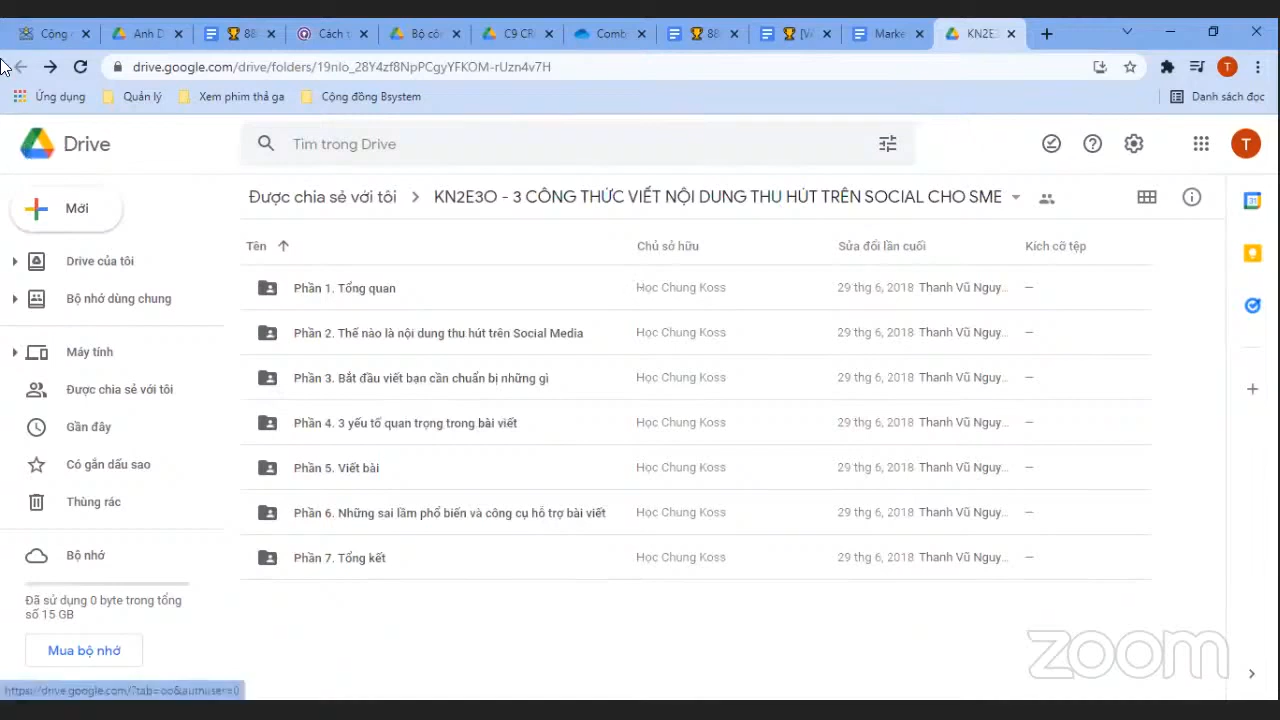 Cộng
Anh D
🏆 88
Cách t
Bộ cô
C9 CR
Comb
🏆 88
🏆 [V
Marke
KN2E3
drive.google.com/drive/folders/19nIo_28Y4zf8NpPCgyYFKOM-rUzn4v7H
T
Ứng dụng
Quản lý
Xem phim thả ga
Cộng đồng Bsystem
Danh sách đọc
Drive
Tìm trong Drive
T
Mới
Được chia sẻ với tôi > KN2E3O - 3 CÔNG THỨC VIẾT NỘI DUNG THU HÚT TRÊN SOCIAL CHO SME
31
Tên Chủ sở hữu Sửa đổi lần cuối Kích cỡ tệp
Drive của tôi
Bộ nhớ dùng chung
Máy tính
Được chia sẻ với tôi
Gần đây
Có gắn dấu sao
Thùng rác
Bộ nhớ
Đã sử dụng 0 byte trong tổng
số 15 GB
Mua bộ nhớ
Phần 1. Tổng quan Học Chung Koss 29 thg 6, 2018 Thanh Vũ Nguy... —
Phần 2. Thế nào là nội dung thu hút trên Social Media Học Chung Koss 29 thg 6, 2018 Thanh Vũ Nguy... —
Phần 3. Bắt đầu viết bạn cần chuẩn bị những gì Học Chung Koss 29 thg 6, 2018 Thanh Vũ Nguy... —
Phần 4. 3 yếu tố quan trọng trong bài viết Học Chung Koss 29 thg 6, 2018 Thanh Vũ Nguy... —
Phần 5. Viết bài Học Chung Koss 29 thg 6, 2018 Thanh Vũ Nguy... —
Phần 6. Những sai lầm phổ biến và công cụ hỗ trợ bài viết Học Chung Koss 29 thg 6, 2018 Thanh Vũ Nguy... —
Phần 7. Tổng kết Học Chung Koss 29 thg 6, 2018 Thanh Vũ Nguy... —
zoom
https://drive.google.com/?tab=oo&authuser=0